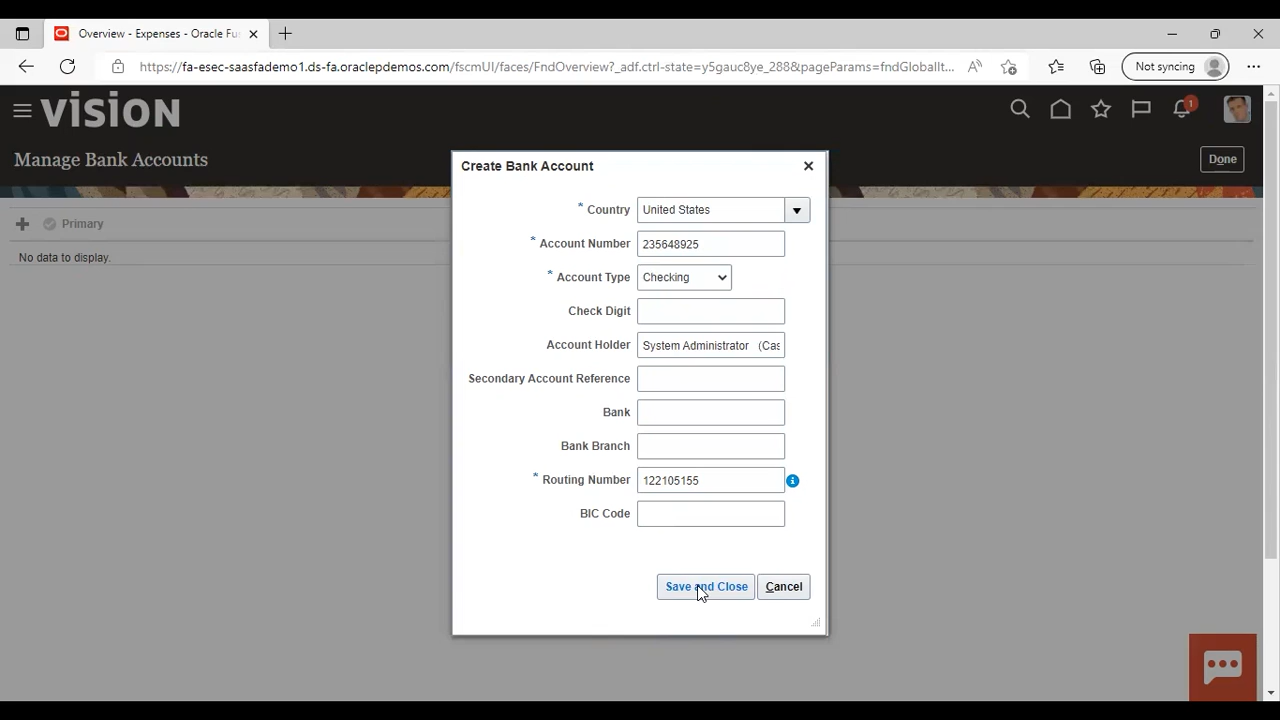 Overview - Expenses - Oracle Fu
https://fa-esec-saasfademo1.ds-fa.oraclepdemos.com/fscmUI/faces/FndOverview?_adf.ctrl-state=y5gauc8ye_288&pageParams=fndGlobalIt...
Not syncing
VISION
1
Manage Bank Accounts
Done
Primary
No data to display.
Create Bank Account
* Country United States
* Account Number 235648925
* Account Type Checking
Check Digit
Account Holder System Administrator (Cas
Secondary Account Reference
Bank
Bank Branch
* Routing Number 122105155
BIC Code
Save and Close Cancel